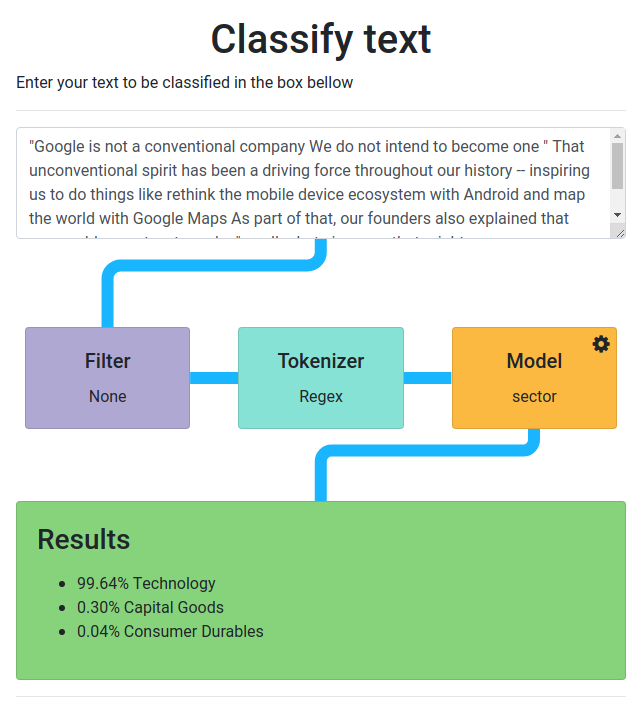 Classify text
Enter your text to be classified in the box bellow
"Google is not a conventional company We do not intend to become one " That
unconventional spirit has been a driving force throughout our history -- inspiring
us to do things like rethink the mobile device ecosystem with Android and map
the world with Google Maps As part of that, our founders also explained that
Filter
None
Tokenizer
Regex
Model
sector
Results
99.64% Technology
0.30% Capital Goods
0.04% Consumer Durables